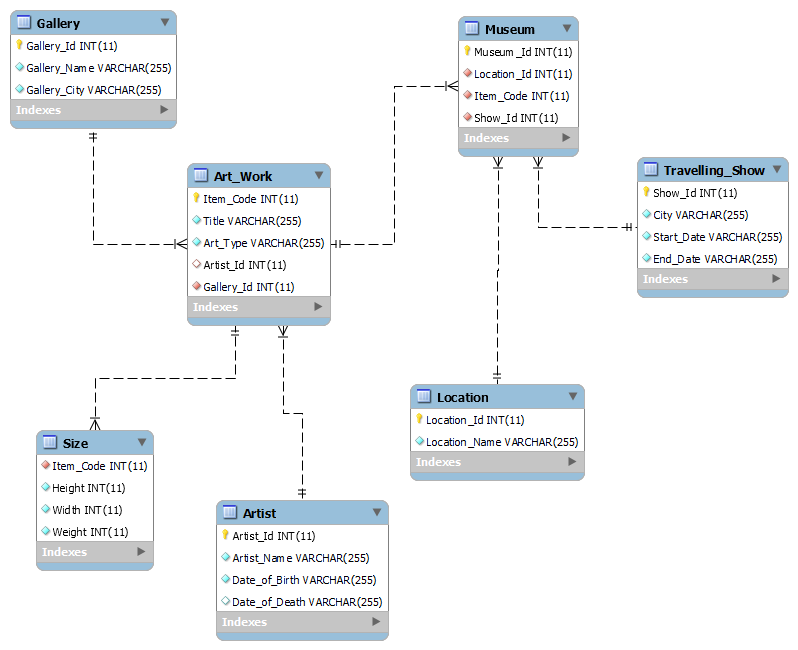 Gallery
Gallery_Id INT(11)
Gallery_Name VARCHAR(255)
Gallery_City VARCHAR(255)
Indexes
Museum
Museum_Id INT(11)
Location_Id INT(11)
Item_Code INT(11)
Show_Id INT(11)
Indexes
Art_Work
Item_Code INT(11)
Title VARCHAR(255)
Art_Type VARCHAR(255)
Artist_Id INT(11)
Gallery_Id INT(11)
Indexes
Travelling_Show
Show_Id INT(11)
City VARCHAR(255)
Start_Date VARCHAR(255)
End_Date VARCHAR(255)
Indexes
Size
Item_Code INT(11)
Height INT(11)
Width INT(11)
Weight INT(11)
Indexes
Location
Location_Id INT(11)
Location_Name VARCHAR(255)
Indexes
Artist
Artist_Id INT(11)
Artist_Name VARCHAR(255)
Date_of_Birth VARCHAR(255)
Date_of_Death VARCHAR(255)
Indexes